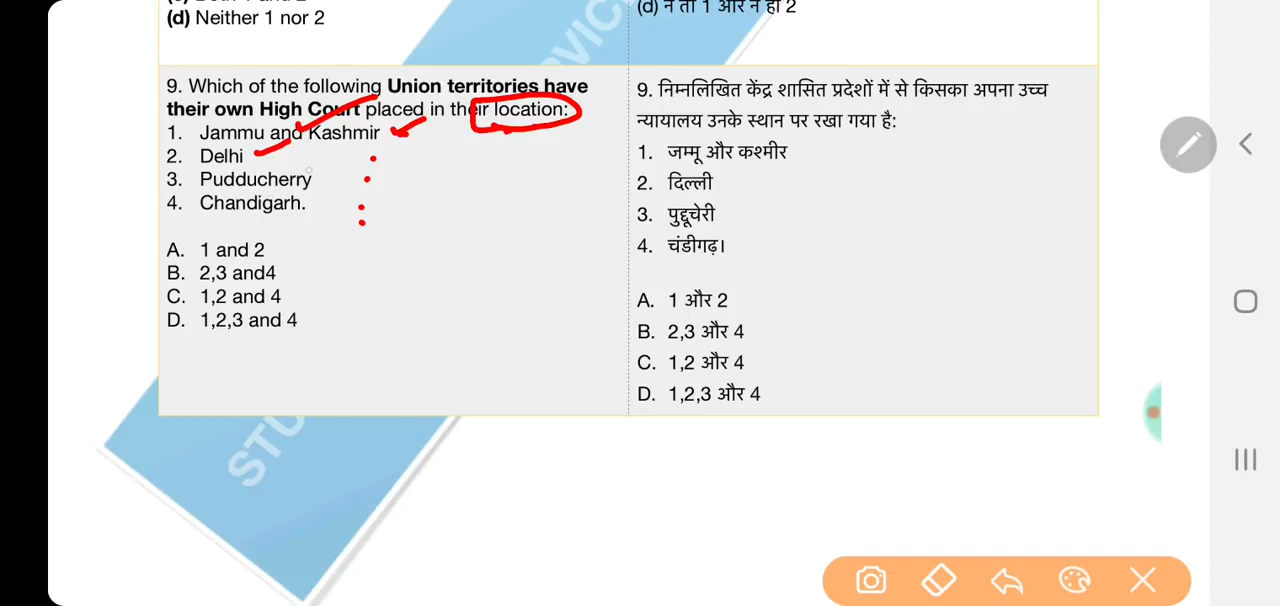 (d) Neither 1 nor 2
(d) न तो 1 और न ही 2
9. Which of the following Union territories have
their own High Court placed in their location:
1. Jammu and Kashmir
2. Delhi
3. Pudducherry
4. Chandigarh.
A. 1 and 2
B. 2,3 and4
C. 1,2 and 4
D. 1,2,3 and 4
9. निम्नलिखित केंद्र शासित प्रदेशों में से किसका अपना उच्च
न्यायालय उनके स्थान पर रखा गया है:
1. जम्मू और कश्मीर
2. दिल्ली
3. पुद्दूचेरी
4. चंडीगढ़।
A. 1 और 2
B. 2,3 और 4
C. 1,2 और 4
D. 1,2,3 और 4
STU